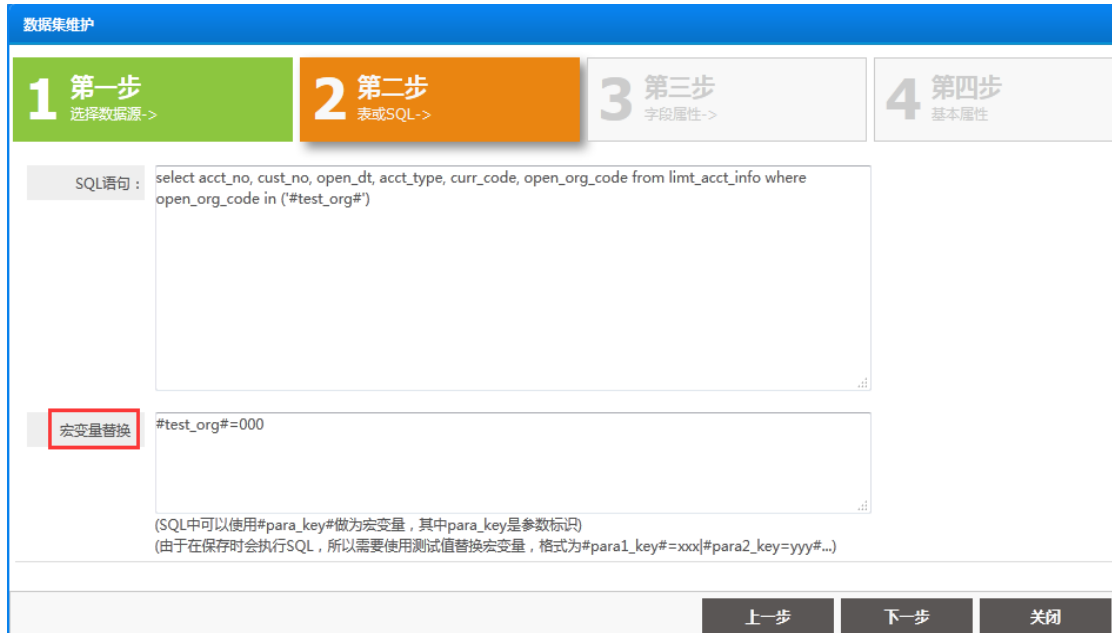 数据集维护
1 第一步
选择数据源->
2 第二步
表或SQL->
3 第三步
字段属性->
4 第四步
基本属性
SQL语句：
select acct_no, cust_no, open_dt, acct_type, curr_code, open_org_code from limt_acct_info where
open_org_code in ('#test_org#')
宏变量替换
#test_org#=000
(SQL中可以使用#para_key#做为宏变量，其中para_key是参数标识)
(由于在保存时会执行SQL，所以需要使用测试值替换宏变量，格式为#para1_key#=xxx|#para2_key=yyy#...)
上一步
下一步
关闭